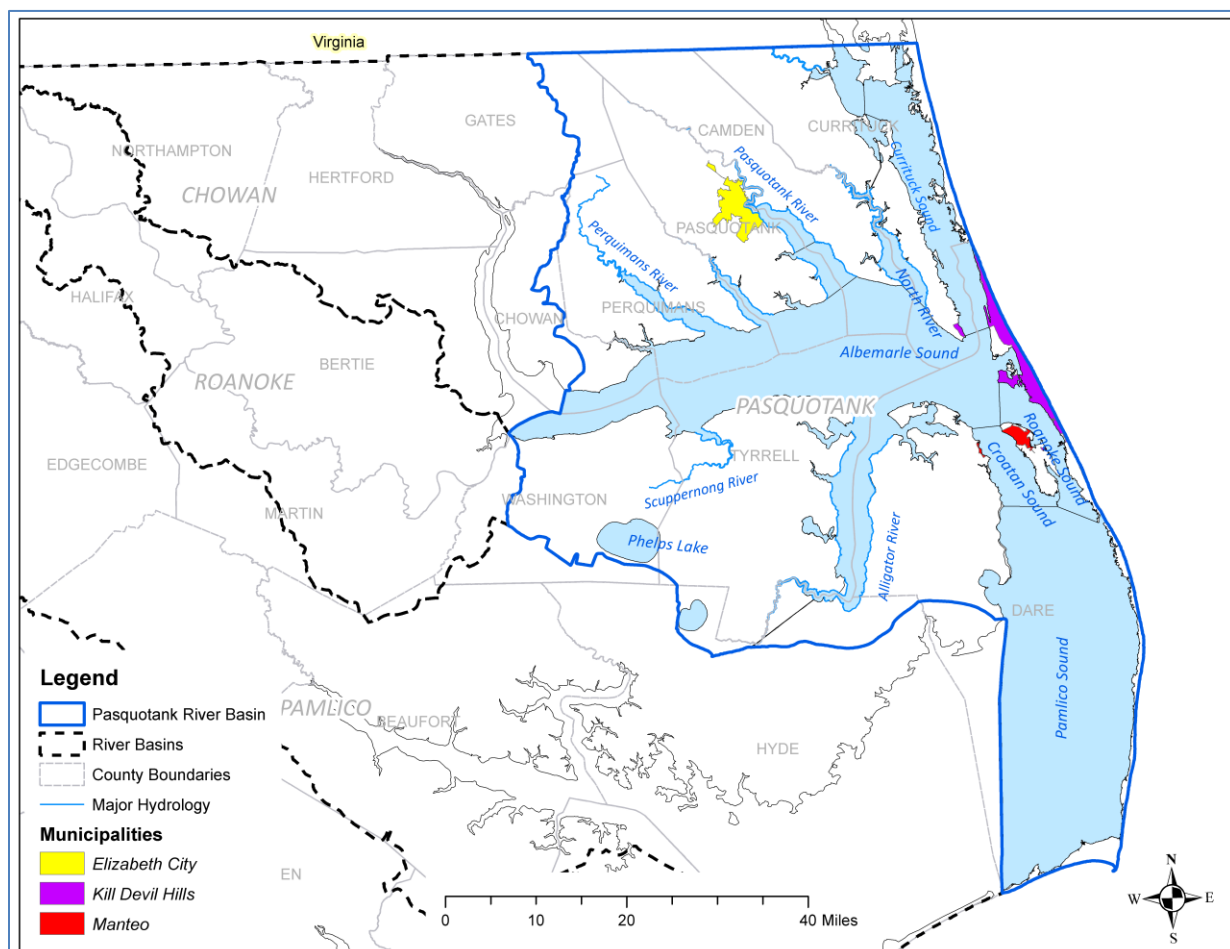 Virginia
GATES
CAMDEN
CURRITUCK
NORTHAMPTON
HERTFORD
CHOWAN
Pasquotank River
Currituck Sound
PASQUOTANK
Perquimans River
North River
HALIFAX
PERQUIMANS
CHOWAN
BERTIE
ROANOKE
Albemarle Sound
PASQUOTANK
Roanoke Sound
Croatan Sound
EDGECOMBE
TYRRELL
Scuppernong River
WASHINGTON
MARTIN
Phelps Lake
Alligator River
DARE
Pamlico Sound
PAMLICO
BEAUFORT
HYDE
EN
Legend
Pasquotank River Basin
River Basins
County Boundaries
Major Hydrology
Municipalities
Elizabeth City
Kill Devil Hills
Manteo
0 10 20 40 Miles
N
W E
S